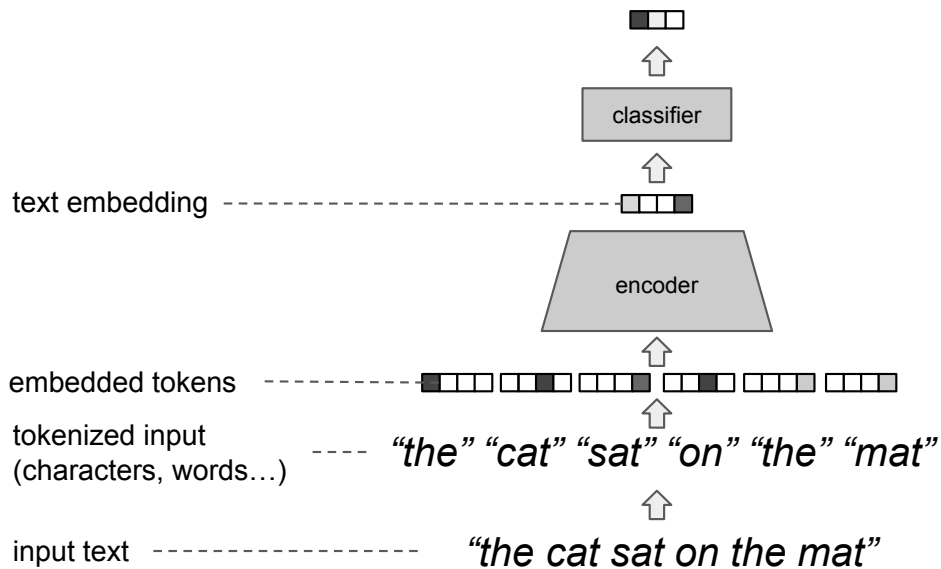 classifier
text embedding
encoder
embedded tokens
tokenized input
(characters, words…)
“the” “cat” “sat” “on” “the” “mat”
input text
“the cat sat on the mat”